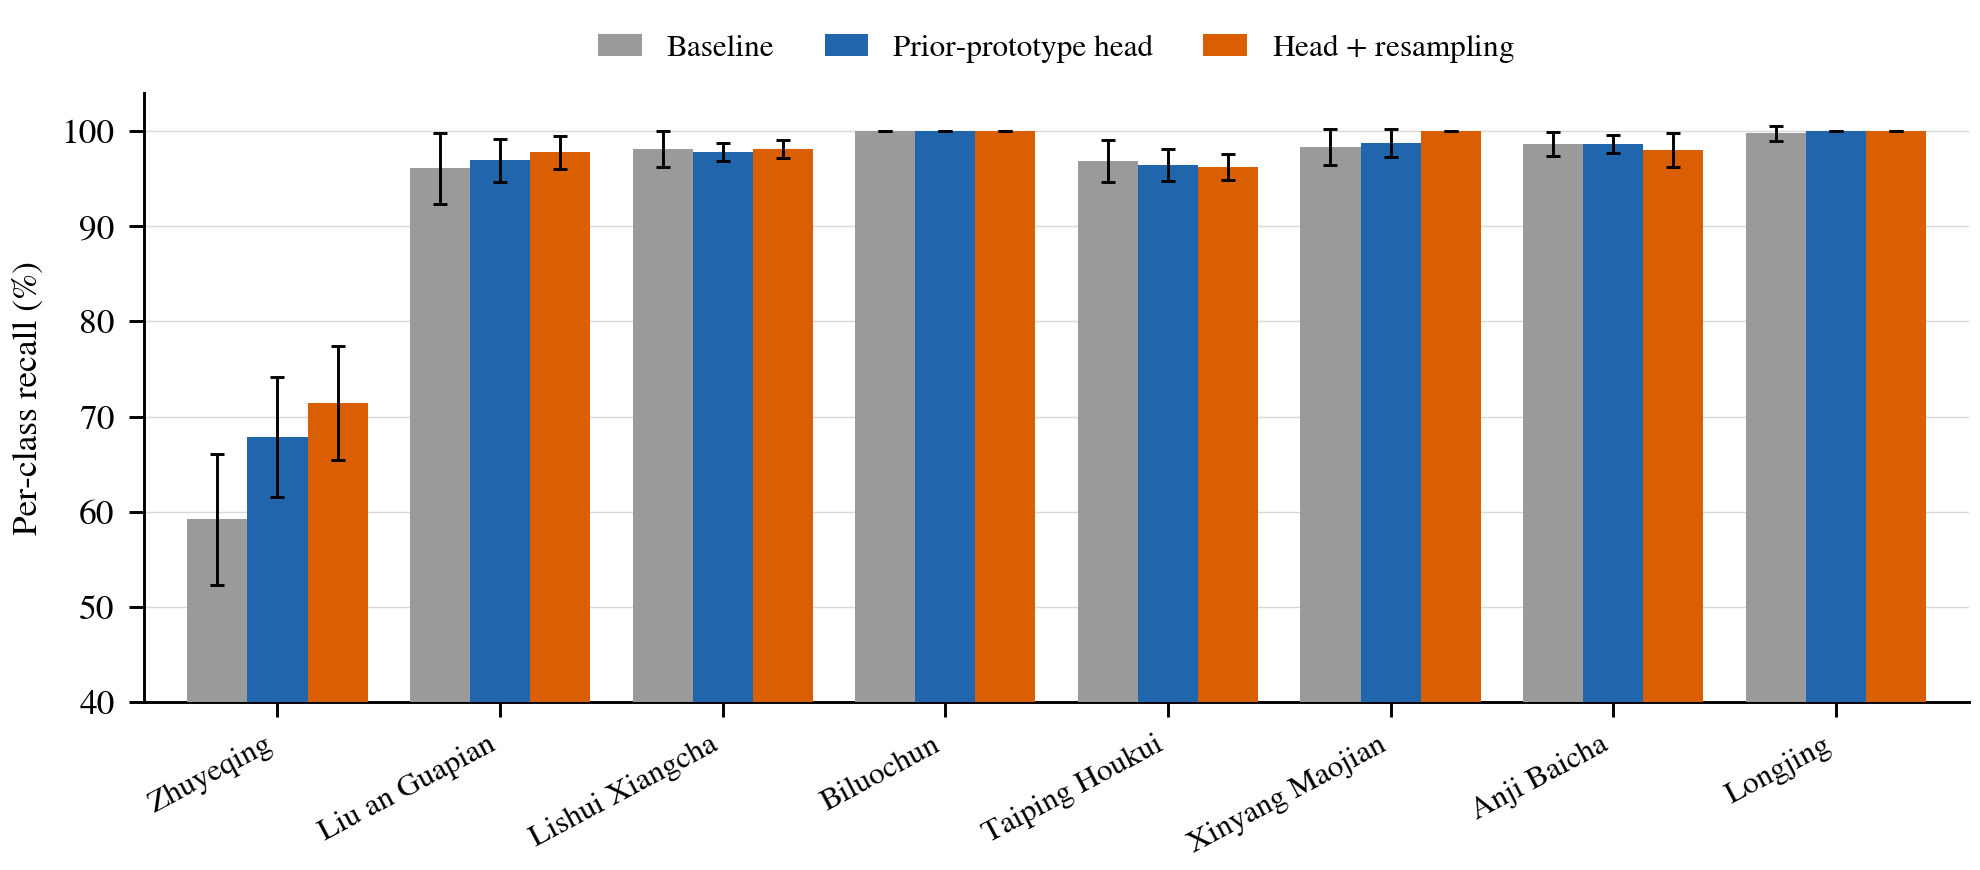 Baseline Prior-prototype head Head + resampling
Per-class recall (%)
100
90
80
70
60
50
40
Zhuyeqing
Liu an Guapian
Lishui Xiangcha
Biluochun
Taiping Houkui
Xinyang Maojian
Anji Baicha
Longjing